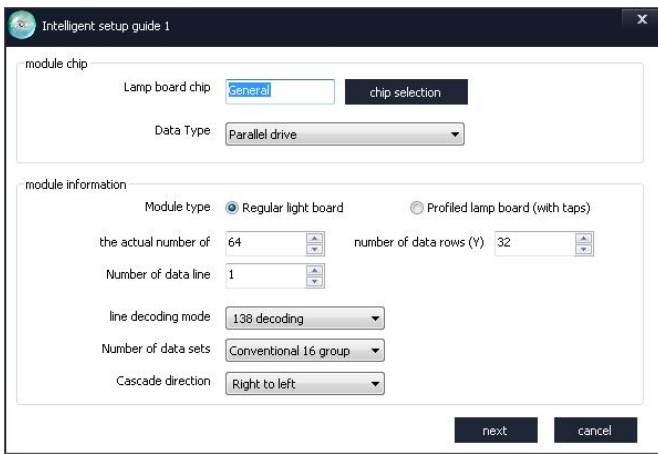 Intelligent setup guide 1
x
module chip
Lamp board chip General chip selection
Data Type Parallel drive
module information
Module type Regular light board Profiled lamp board (with taps)
the actual number of 64 number of data rows (Y) 32
Number of data line 1
line decoding mode 138 decoding
Number of data sets Conventional 16 group
Cascade direction Right to left
next cancel